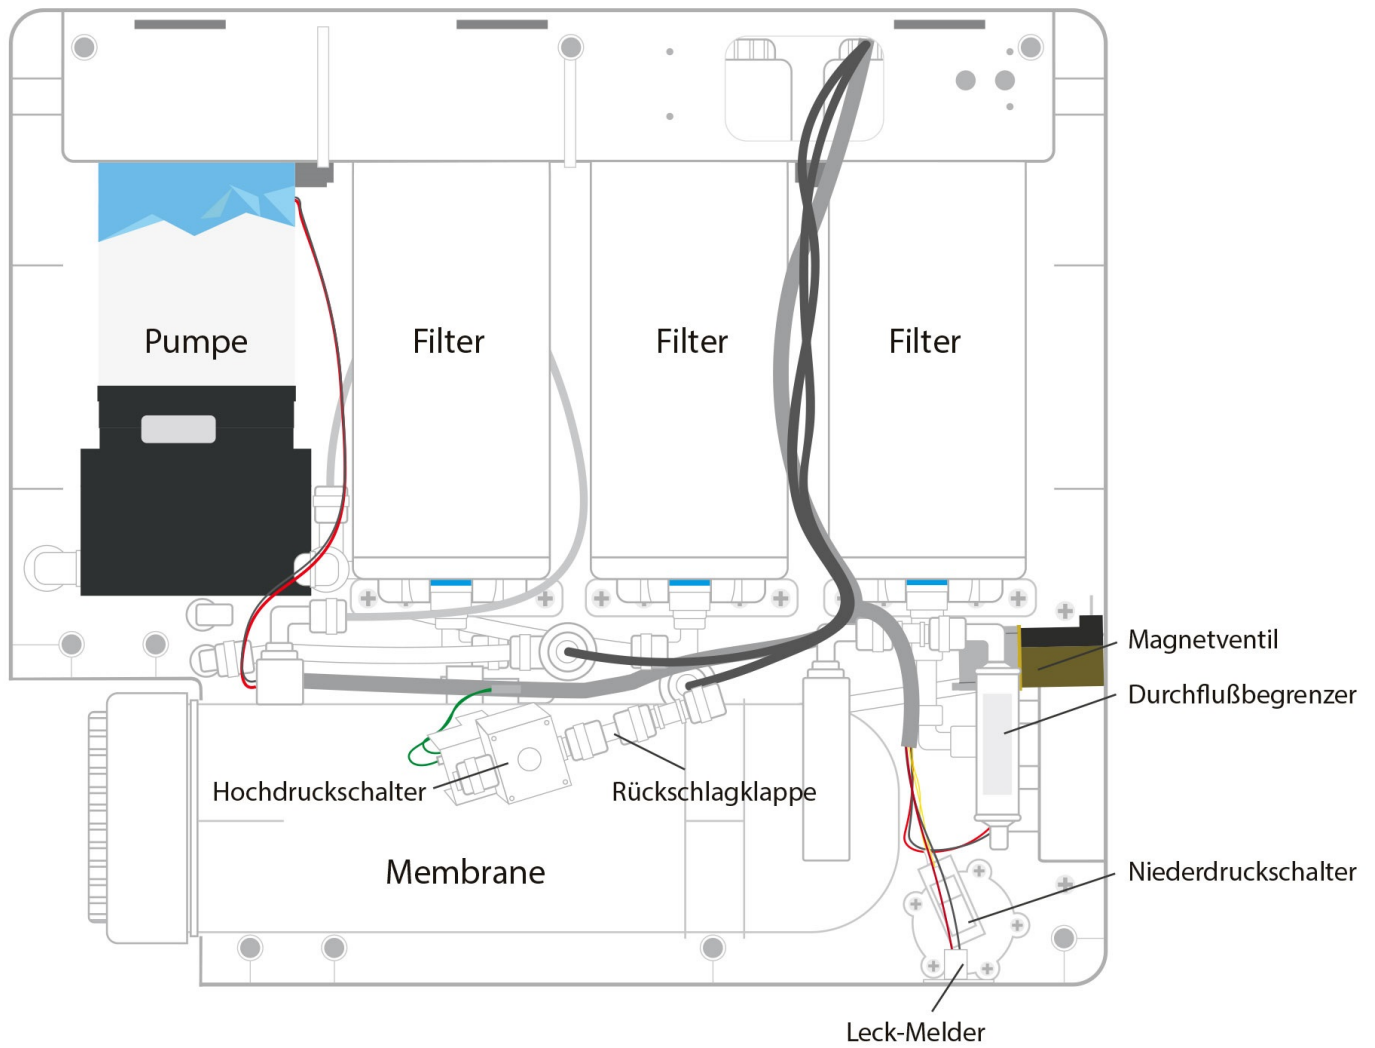 Pumpe
Filter
Filter
Filter
Magnetventil
Durchflußbegrenzer
Hochdruckschalter
Rückschlagklappe
Membrane
Niederdruckschalter
Leck-Melder